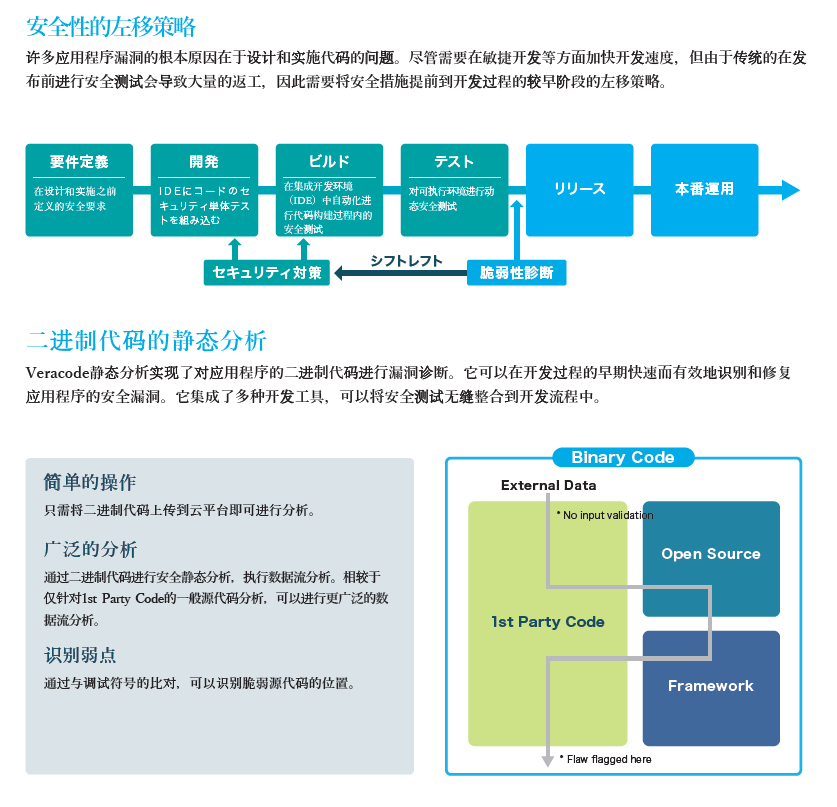 安全性的左移策略
许多应用程序漏洞的根本原因在于设计和实施代码的问题。尽管需要在敏捷开发等方面加快开发速度，但由于传统的在发
布前进行安全测试会导致大量的返工，因此需要将安全措施提前到开发过程的较早阶段的左移策略。
要件定義
在设计和实施之前
定义的安全要求
開発
IDEにコードのセ
キュリティ単体テス
トを組み込む
ビルド
在集成开发环境
（IDE）中自动化进
行代码构建过程内的
安全测试
テスト
对可执行环境进行动
态安全测试
リリース
本番運用
セキュリティ対策
シフトレフト
脆弱性診断
二进制代码的静态分析
Veracode静态分析实现了对应用程序的二进制代码进行漏洞诊断。它可以在开发过程的早期快速而有效地识别和修复
应用程序的安全漏洞。它集成了多种开发工具，可以将安全测试无缝整合到开发流程中。
简单的操作
只需将二进制代码上传到云平台即可进行分析。
广泛的分析
通过二进制代码进行安全静态分析，执行数据流分析。相较于
仅针对1st Party Code的一般源代码分析，可以进行更广泛的数
据流分析。
识别弱点
通过与调试符号的比对，可以识别脆弱源代码的位置。
Binary Code
External Data
* No input validation
Open Source
1st Party Code
Framework
* Flaw flagged here